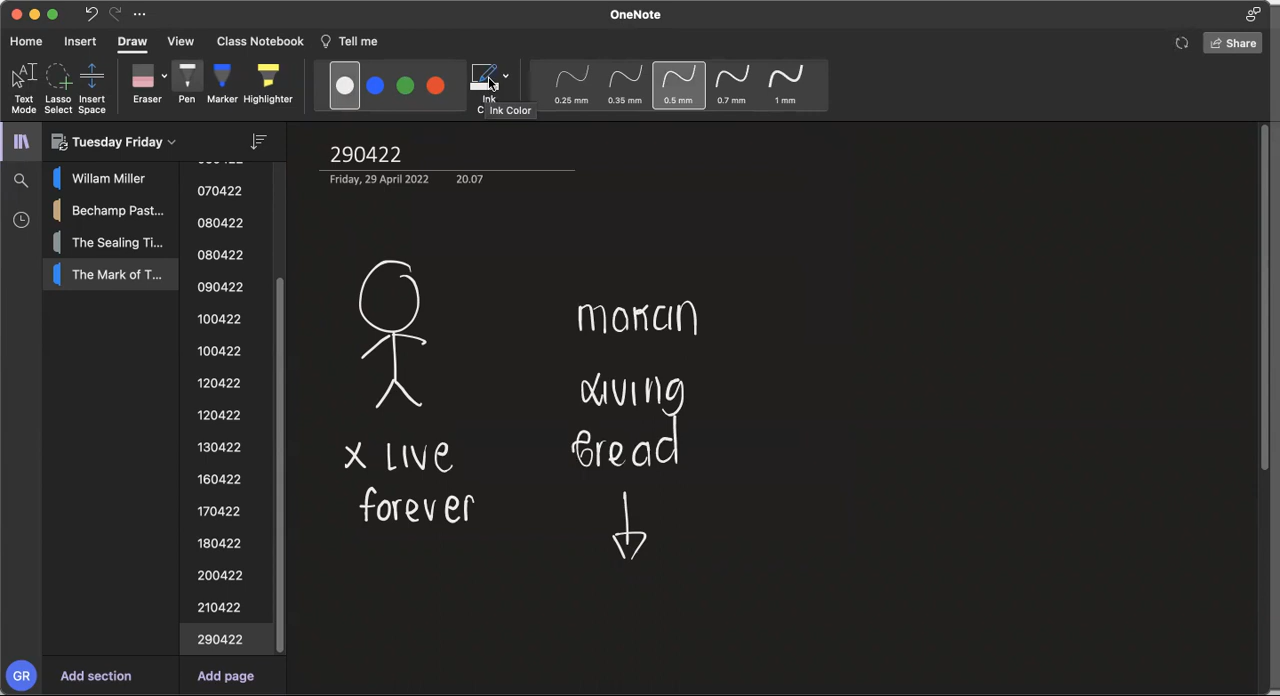 OneNote
Home Insert Draw View Class Notebook Tell me
Share
Text Mode
Lasso Select
Insert Space
Eraser
Pen
Marker
Highlighter
Ink
Ink Color
0.25 mm
0.35 mm
0.5 mm
0.7 mm
1 mm
Tuesday Friday
Willam Miller
Bechamp Past...
The Sealing Ti...
The Mark of T...
070422
080422
080422
090422
100422
100422
120422
120422
130422
160422
170422
180422
200422
210422
290422
GR
Add section
Add page
290422
Friday, 29 April 2022 20.07
x Live
forever
makan
Living
Bread